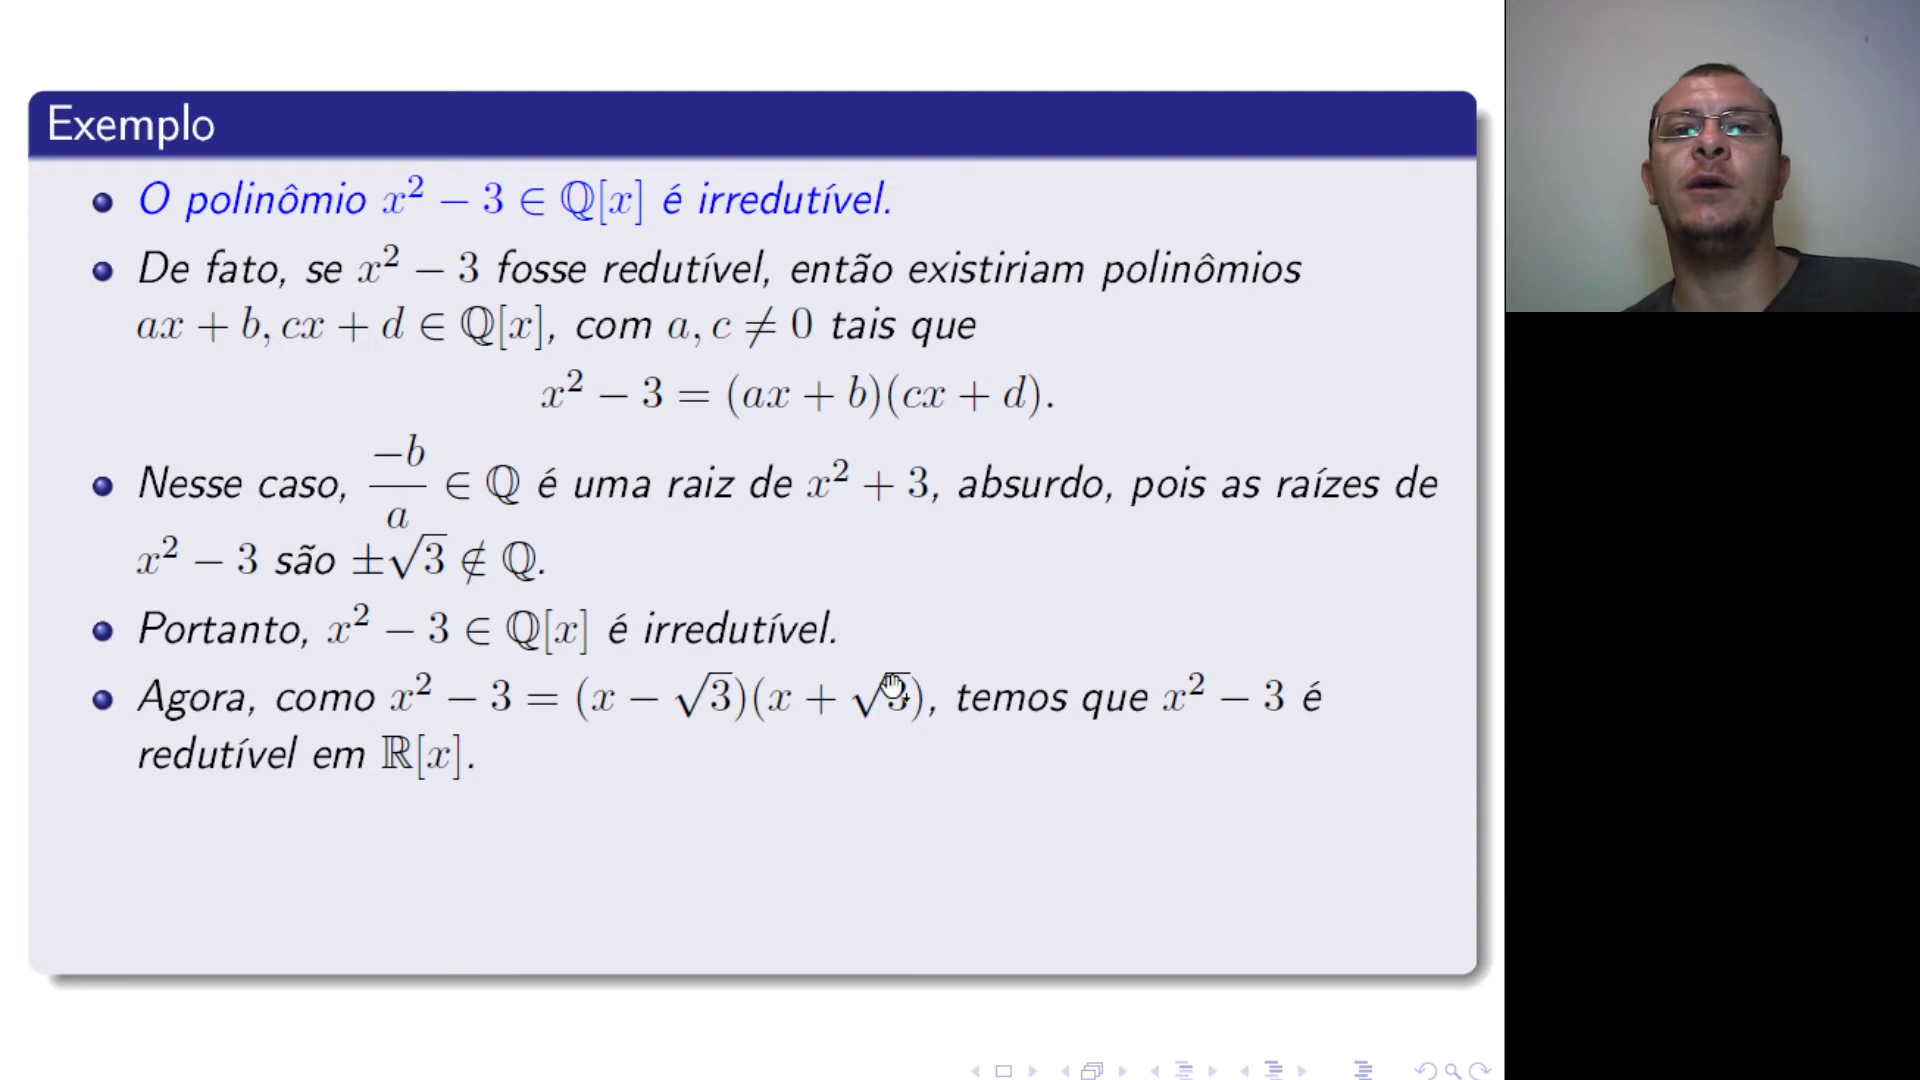 Exemplo
O polinômio x² − 3 ∈ ℚ[x] é irredutível.
De fato, se x² − 3 fosse redutível, então existiriam polinômios
ax + b, cx + d ∈ ℚ[x], com a, c ≠ 0 tais que
x² − 3 = (ax + b)(cx + d).
Nesse caso, −b/a ∈ ℚ é uma raiz de x² + 3, absurdo, pois as raízes de
x² − 3 são ±√3 ∉ ℚ.
Portanto, x² − 3 ∈ ℚ[x] é irredutível.
Agora, como x² − 3 = (x − √3)(x + √3), temos que x² − 3 é
redutível em ℝ[x].